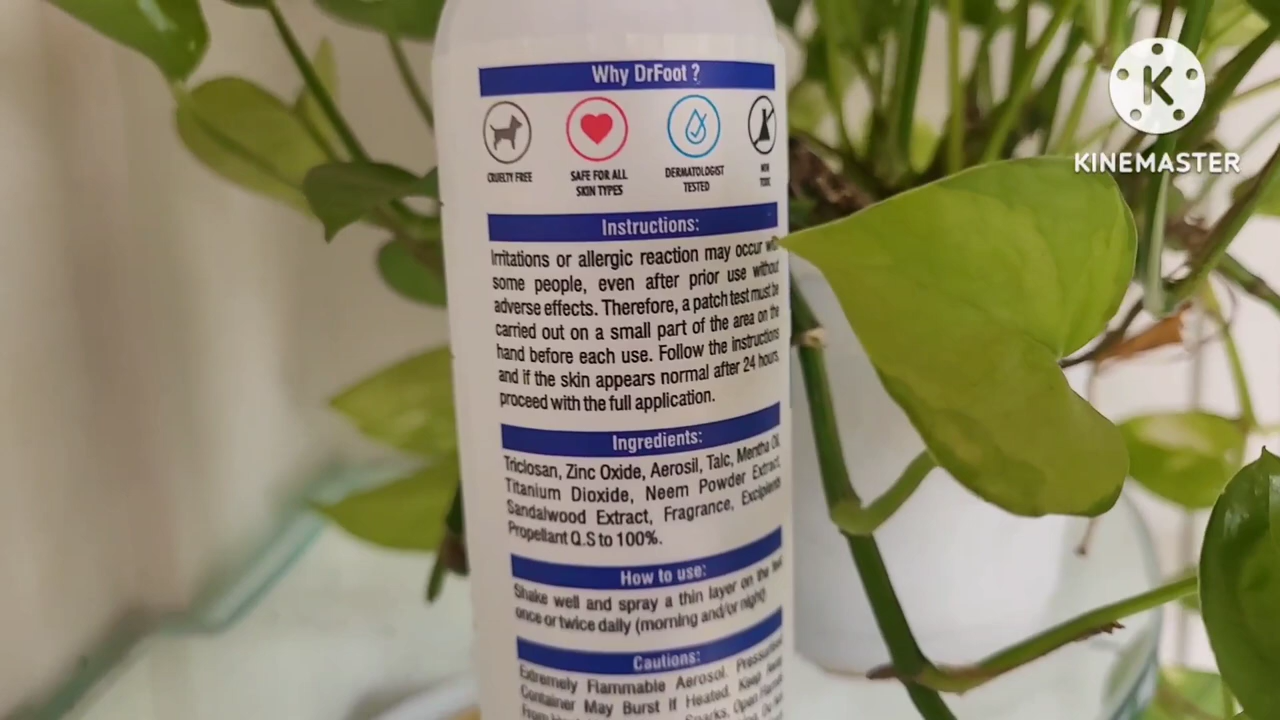 Why DrFoot ?
CRUELTY FREE
SAFE FOR ALL
SKIN TYPES
DERMATOLOGIST
TESTED
NON
TOXIC
Instructions:
Irritations or allergic reaction may occur with
some people, even after prior use without
adverse effects. Therefore, a patch test must be
carried out on a small part of the area on the
hand before each use. Follow the instructions
and if the skin appears normal after 24 hours
proceed with the full application.
Ingredients:
Triclosan, Zinc Oxide, Aerosil, Talc, Mentha Oil,
Titanium Dioxide, Neem Powder Extract,
Sandalwood Extract, Fragrance, Excipients
Propellant Q.S to 100%.
How to use:
Shake well and spray a thin layer on the
once or twice daily (morning and/or night)
Cautions:
Extremely Flammable Aerosol. Pressurised
Container May Burst If Heated. Keep Away
Sparks, Open
KINEMASTER